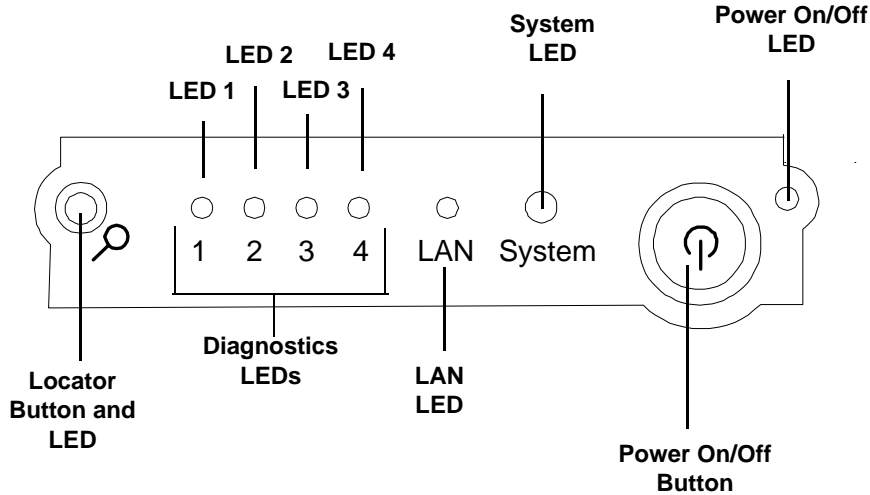 Power On/Off
LED
System
LED
LED 2
LED 4
LED 1
LED 3
1 2 3 4 LAN System
Diagnostics
LEDs
LAN
LED
Locator
Button and
LED
Power On/Off
Button